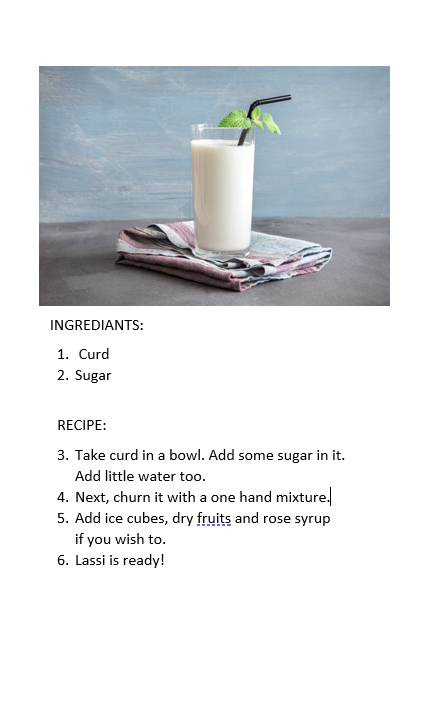 INGREDIANTS:
1. Curd
2. Sugar
RECIPE:
3. Take curd in a bowl. Add some sugar in it.
Add little water too.
4. Next, churn it with a one hand mixture.
5. Add ice cubes, dry fruits and rose syrup
if you wish to.
6. Lassi is ready!